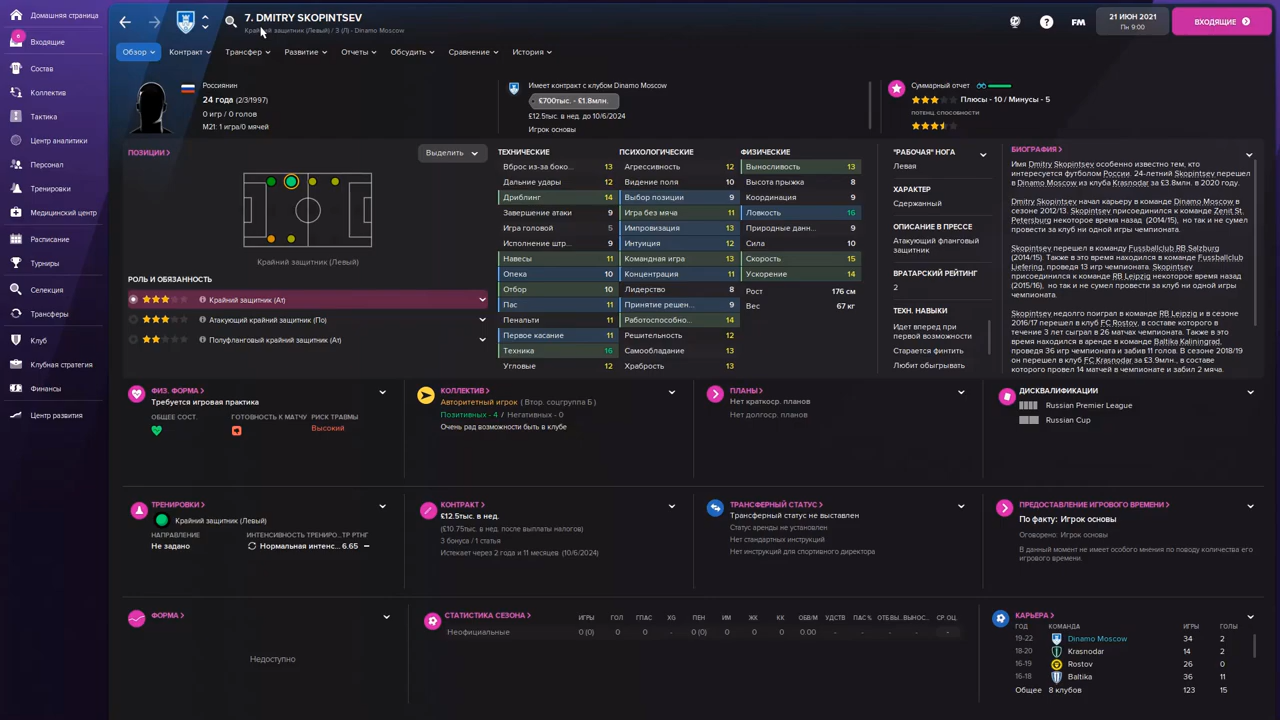 Домашняя страница
6
Входящие
Состав
Коллектив
Тактика
Центр аналитики
Персонал
Тренировки
Медицинский центр
Расписание
Турниры
Селекция
Трансферы
Клуб
Клубная стратегия
Финансы
Центр развития
7. DMITRY SKOPINTSEV
Крайний защитник (Левый) / З (Л) - Dinamo Moscow
FM
21 ИЮН 2021
Пн 9:00
ВХОДЯЩИЕ
Обзор
Контракт
Трансфер
Развитие
Отчеты
Обсудить
Сравнение
История
Россиянин
24 года (2/3/1997)
0 игр / 0 голов
М21: 1 игра/0 мячей
Имеет контракт с клубом Dinamo Moscow
£700тыс. - £1.8млн.
£12.5тыс. в нед. до 10/6/2024
Игрок основы
Суммарный отчет
Плюсы - 10 / Минусы - 5
ПОТЕНЦ. СПОСОБНОСТИ
ПОЗИЦИИ
Выделить
Крайний защитник (Левый)
РОЛЬ И ОБЯЗАННОСТЬ
Крайний защитник (Ат)
Атакующий крайний защитник (По)
Полуфланговый крайний защитник (Ат)
ТЕХНИЧЕСКИЕ
Вброс из-за боко... 13
Дальние удары 12
Дриблинг 14
Завершение атаки 9
Игра головой 5
Исполнение штр... 9
Навесы 11
Опека 10
Отбор 10
Пас 11
Пенальти 11
Первое касание 11
Техника 16
Угловые 12
ПСИХОЛОГИЧЕСКИЕ
Агрессивность 12
Видение поля 10
Выбор позиции 9
Игра без мяча 11
Импровизация 13
Интуиция 12
Командная игра 13
Концентрация 11
Лидерство 8
Принятие решен... 9
Работоспособно... 14
Решительность 12
Самообладание 13
Храбрость 13
ФИЗИЧЕСКИЕ
Выносливость 13
Высота прыжка 8
Координация 9
Ловкость 16
Природные данн... 9
Сила 10
Скорость 15
Ускорение 14
Рост 176 см
Вес 67 кг
"РАБОЧАЯ" НОГА
Левая
ХАРАКТЕР
Сдержанный
ОПИСАНИЕ В ПРЕССЕ
Атакующий фланговый
защитник
ВРАТАРСКИЙ РЕЙТИНГ
2
ТЕХН. НАВЫКИ
Идет вперед при
первой возможности
Старается финтить
Любит обыгрывать
БИОГРАФИЯ
Имя Dmitry Skopintsev особенно известно тем, кто
интересуется футболом России. 24-летний Skopintsev перешел
в Dinamo Moscow из клуба Krasnodar за £3.8млн. в 2020 году.
Dmitry Skopintsev начал карьеру в команде Dinamo Moscow в
сезоне 2012/13. Skopintsev присоединился к команде Zenit St.
Petersburg некоторое время назад (2014/15), но так и не сумел
провести за клуб ни одной игры чемпионата.
Skopintsev перешел в команду Fussballclub RB Salzburg
(2014/15). Также в это время находился в команде Fussballclub
Liefering, проведя 13 игр чемпионата. Skopintsev
присоединился к команде RB Leipzig некоторое время назад
(2015/16), но так и не сумел провести за клуб ни одной игры
чемпионата.
Skopintsev недолго поиграл в команде RB Leipzig и в сезоне
2016/17 перешел в клуб FC Rostov, в составе которого в
течение 3 лет сыграл в 26 матчах чемпионата. Также в это
время находился в аренде в команде Baltika Kaliningrad,
проведя 36 игр чемпионата и забив 11 голов. В сезоне 2018/19
он перешел в клуб FC Krasnodar за £3.9млн., в составе
которого провел 14 матчей в чемпионате и забил 2 мяча.
ФИЗ. ФОРМА
Требуется игровая практика
ОБЩЕЕ СОСТ.
ГОТОВНОСТЬ К МАТЧУ
РИСК ТРАВМЫ
Высокий
КОЛЛЕКТИВ
Авторитетный игрок ( Втор. соцгруппа Б )
Позитивных - 4 / Негативных - 0
Очень рад возможности быть в клубе
ПЛАНЫ
Нет краткоср. планов
Нет долгоср. планов
ДИСКВАЛИФИКАЦИИ
Russian Premier League
Russian Cup
ТРЕНИРОВКИ
Крайний защитник (Левый)
НАПРАВЛЕНИЕ
Не задано
ИНТЕНСИВНОСТЬ ТРЕНИРО...
ТР РТНГ
Нормальная интенс... 6.65
КОНТРАКТ
£12.5тыс. в нед.
(£10.75тыс. в нед. после выплаты налогов)
3 бонуса / 1 статья
Истекает через 2 года и 11 месяцев (10/6/2024)
ТРАНСФЕРНЫЙ СТАТУС
Трансферный статус не выставлен
Статус аренды не установлен
Нет стандартных инструкций
Нет инструкций для спортивного директора
ПРЕДОСТАВЛЕНИЕ ИГРОВОГО ВРЕМЕНИ
По факту: Игрок основы
Оговорено: Игрок основы
В данный момент не имеет особого мнения по поводу количества его
игрового времени.
ФОРМА
Недоступно
СТАТИСТИКА СЕЗОНА
ИГРЫ ГОЛ ГПАС XG ПЕН ИМ ЖК КК ОБВ/М УДСТВ ПАС % ОТБ.ВЫ... ВЫНОС... СР. ОЦ.
Неофициальные 0 (0) 0 0 - 0 (0) 0 0 0 0.00 - - - - -
КАРЬЕРА
ГОД КОМАНДА ИГРЫ ГОЛЫ
19-22 Dinamo Moscow 34 2
18-20 Krasnodar 14 2
16-19 Rostov 26 0
16-18 Baltika 36 11
Общее 8 клубов 123 15